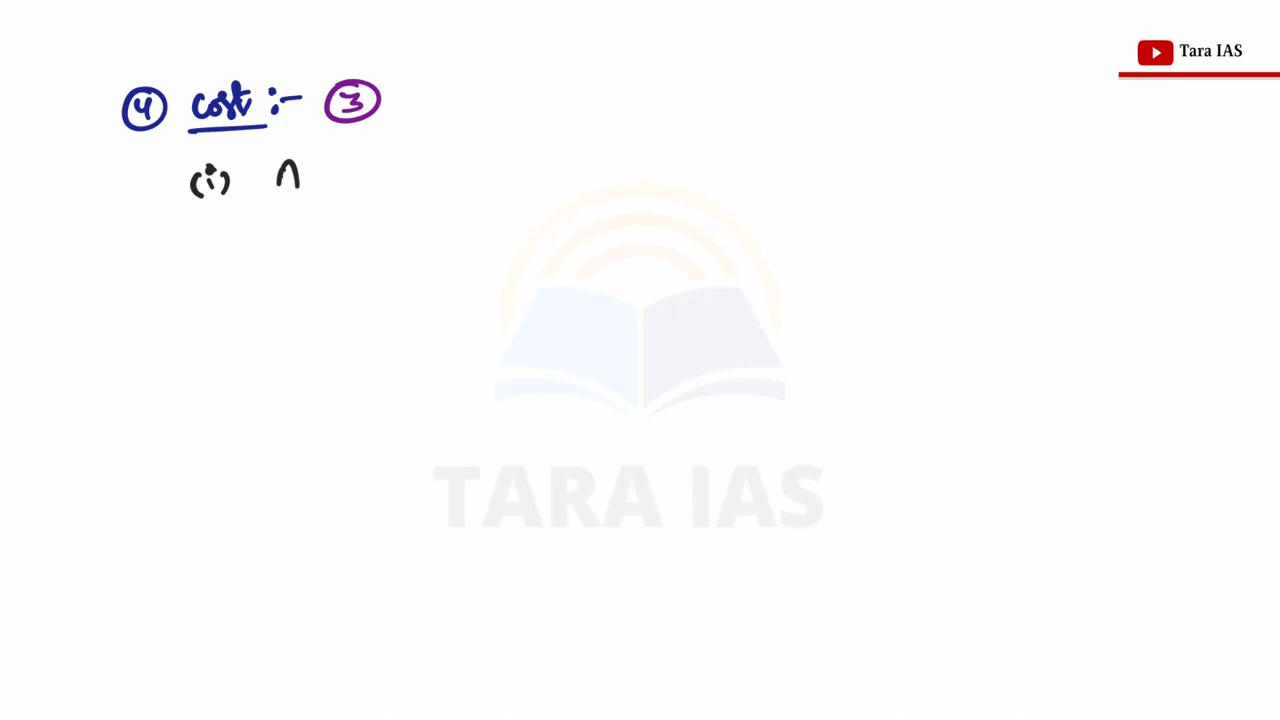 Tara IAS
④ cost :- ③
(i)
TARA IAS